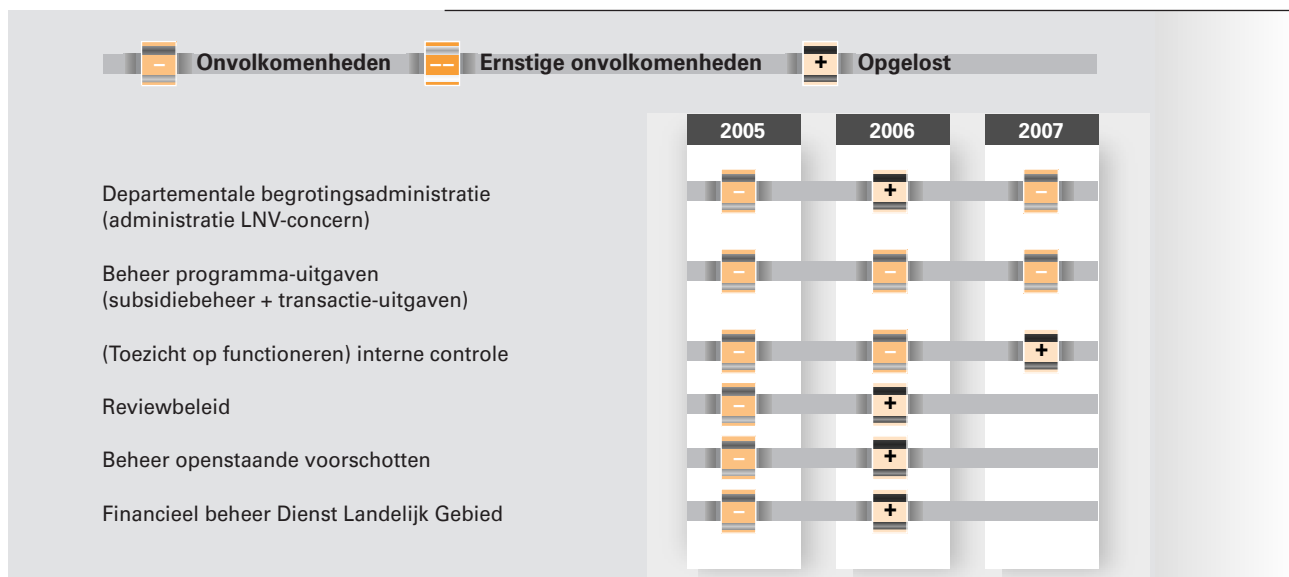 – Onvolkomenheden –– Ernstige onvolkomenheden + Opgelost
2005 2006 2007
Departementale begrotingsadministratie
(administratie LNV-concern)
– + –
Beheer programma-uitgaven
(subsidiebeheer + transactie-uitgaven)
– – –
(Toezicht op functioneren) interne controle – – +
Reviewbeleid – +
Beheer openstaande voorschotten – +
Financieel beheer Dienst Landelijk Gebied – +